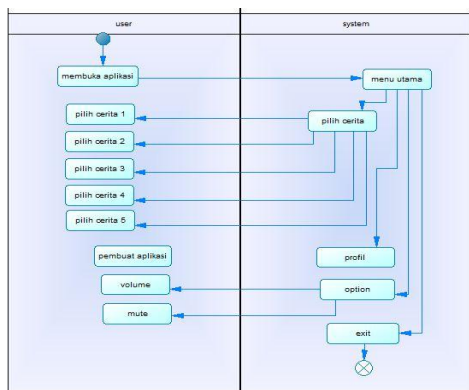 user
system
membuka aplikasi
menu utama
pilih cerita
pilih cerita 1
pilih cerita 2
pilih cerita 3
pilih cerita 4
pilih cerita 5
pembuat aplikasi
profil
volume
option
mute
exit